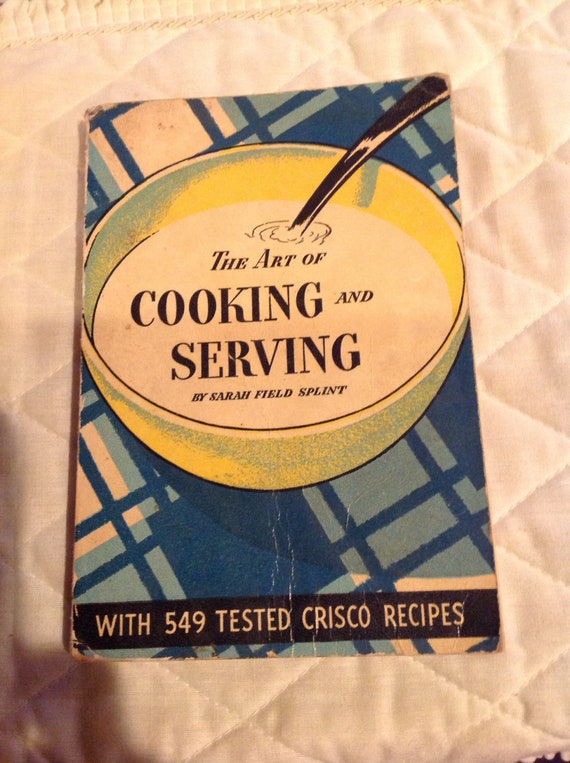 THE ART OF
COOKING AND
SERVING
BY SARAH FIELD SPLINT
WITH 549 TESTED CRISCO RECIPES